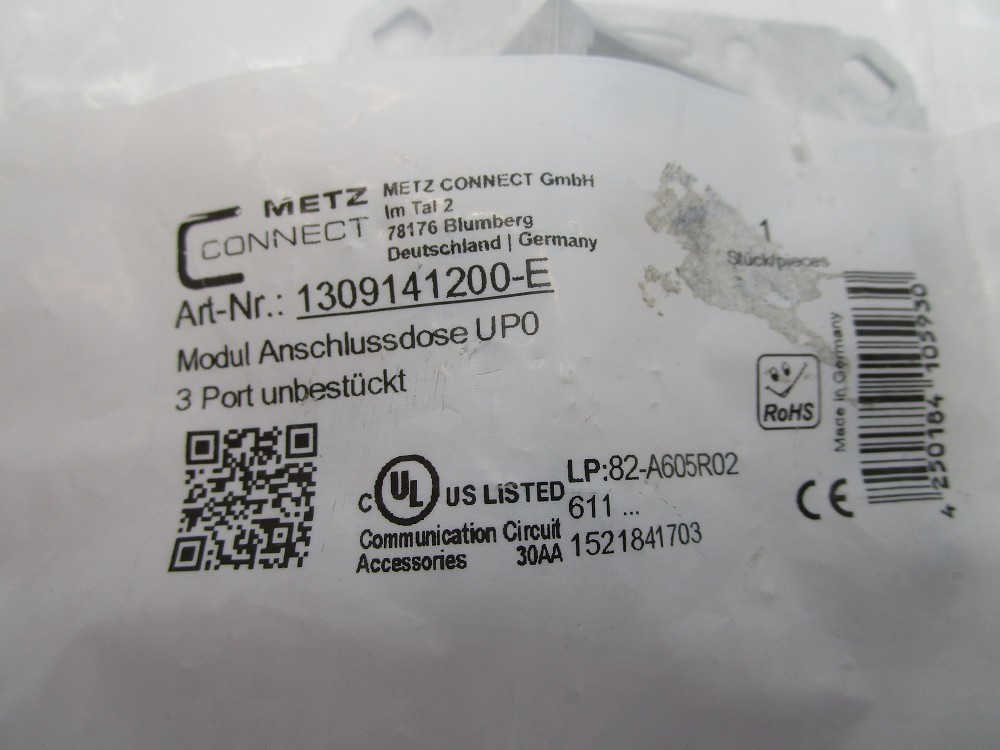 METZ CONNECT
METZ CONNECT GmbH
Im Tal 2
78176 Blumberg
Deutschland | Germany
Art-Nr.: 1309141200-E
Modul Anschlussdose UP0
3 Port unbestückt
1
Stück/pieces
RoHS
Made in Germany
4 250184 105930
C UL US LISTED
Communication Circuit
Accessories 30AA
LP:82-A605R02
611 ...
1521841703
CE